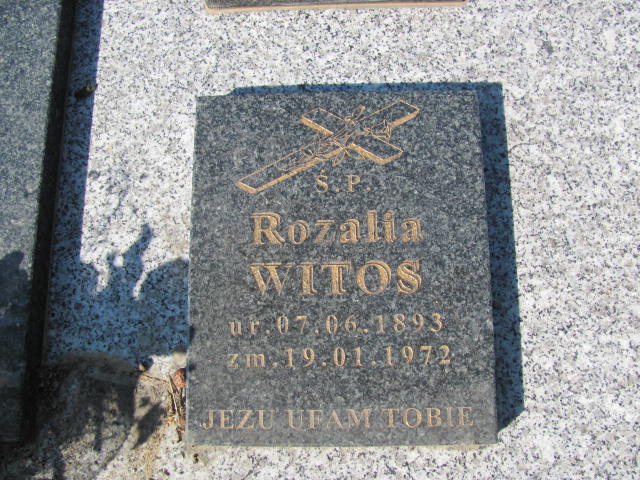 Ś.P.
Rozalia
WITOS
ur.07.06.1893
zm.19.01.1972
JEZU UFAM TOBIE